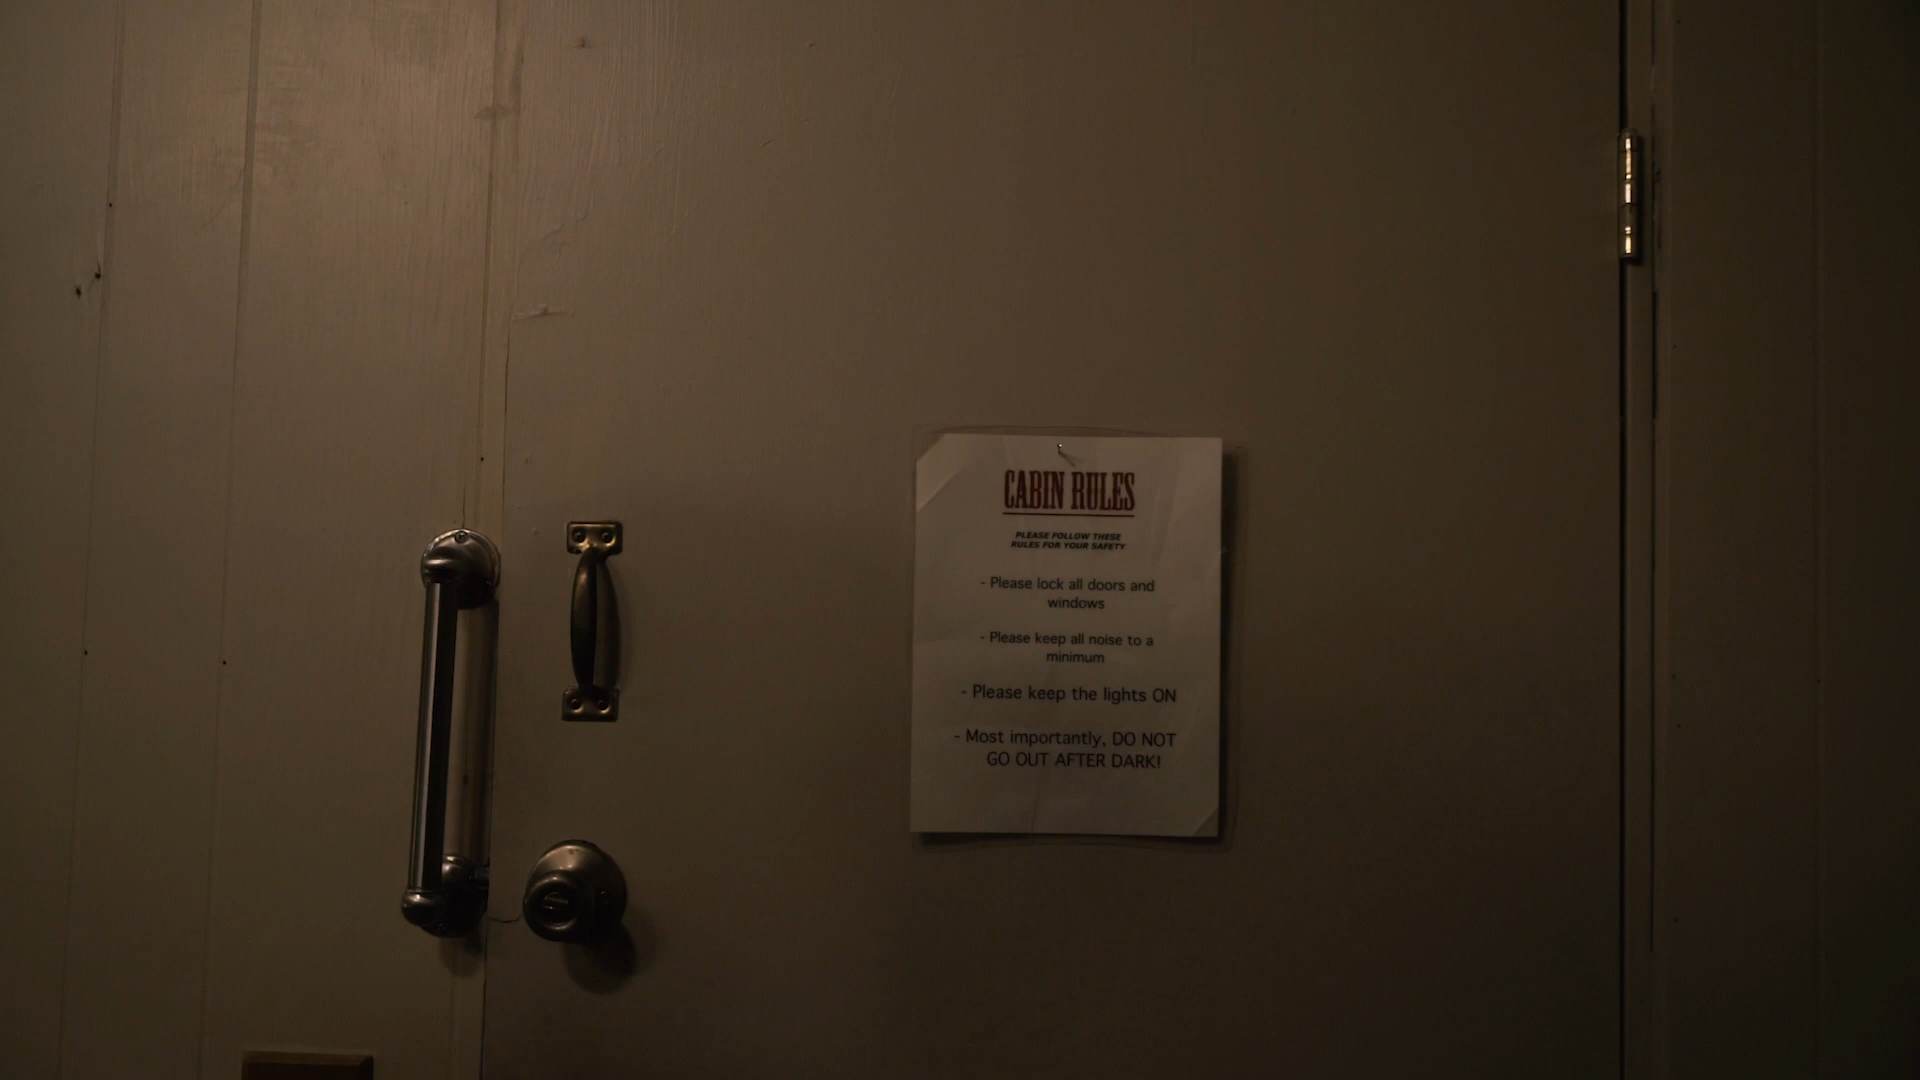 CABIN RULES
PLEASE FOLLOW THESE
RULES FOR YOUR SAFETY
- Please lock all doors and
windows
- Please keep all noise to a
minimum
- Please keep the lights ON
- Most importantly, DO NOT
GO OUT AFTER DARK!